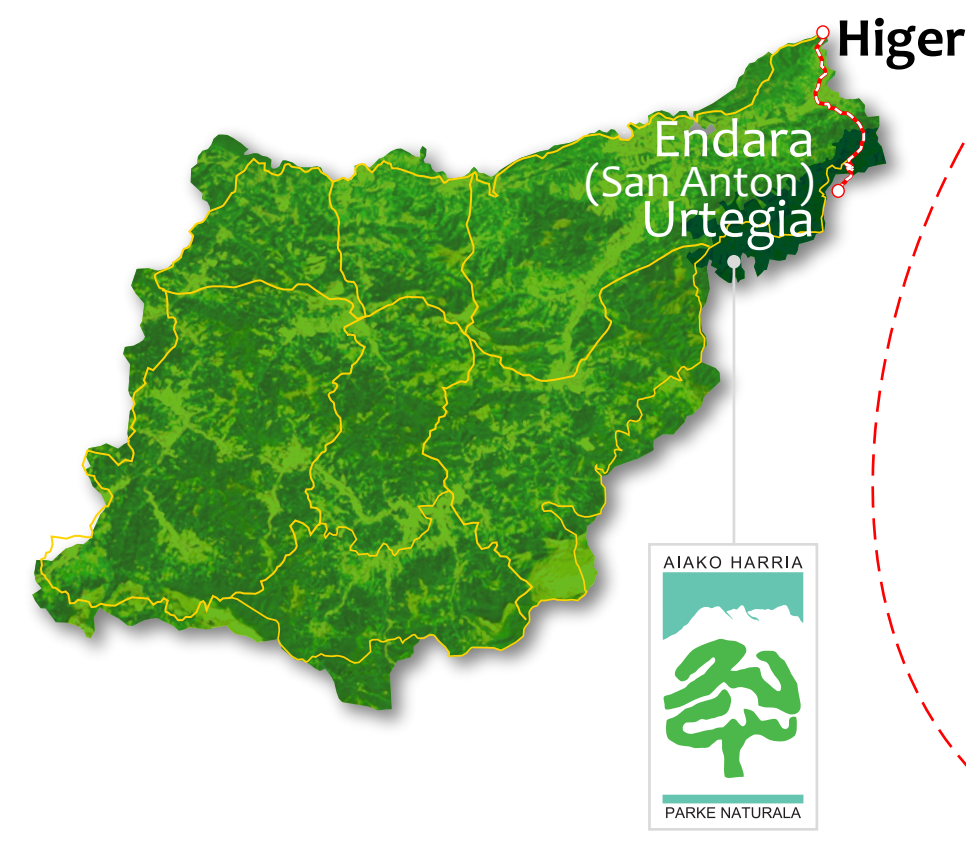 Higer
Endara
(San Anton)
Urtegia
AIAKO HARRIA
PARKE NATURALA